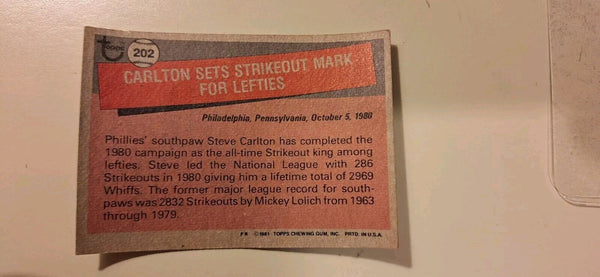 topps
202
CARLTON SETS STRIKEOUT MARK
FOR LEFTIES
Philadelphia, Pennsylvania, October 5, 1980
Phillies' southpaw Steve Carlton has completed the
1980 campaign as the all-time Strikeout king among
lefties. Steve led the National League with 286
Strikeouts in 1980 giving him a lifetime total of 2969
Whiffs. The former major league record for south-
paws was 2832 Strikeouts by Mickey Lolich from 1963
through 1979.
©1981 TOPPS CHEWING GUM, INC. PRTD. IN U.S.A.